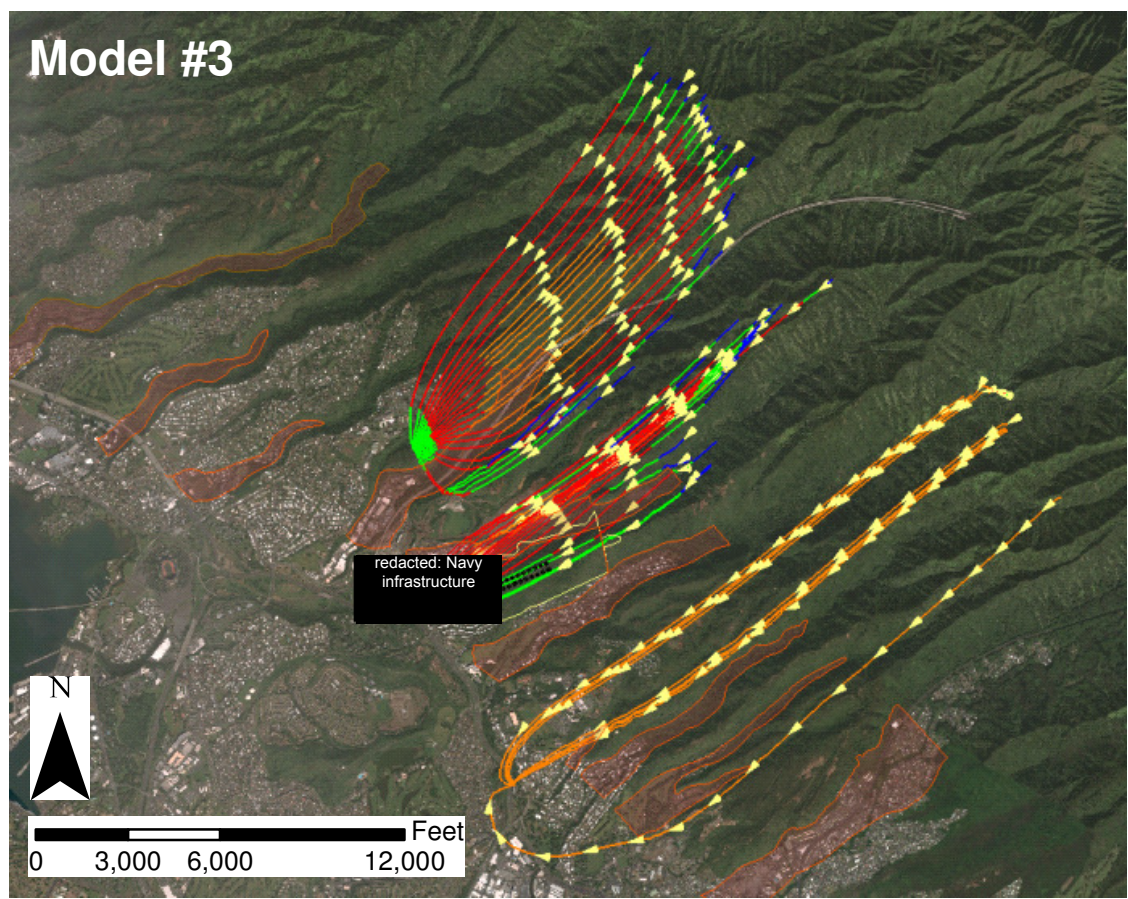 Model #3
redacted: Navy
infrastructure
N
Feet
0 3,000 6,000 12,000